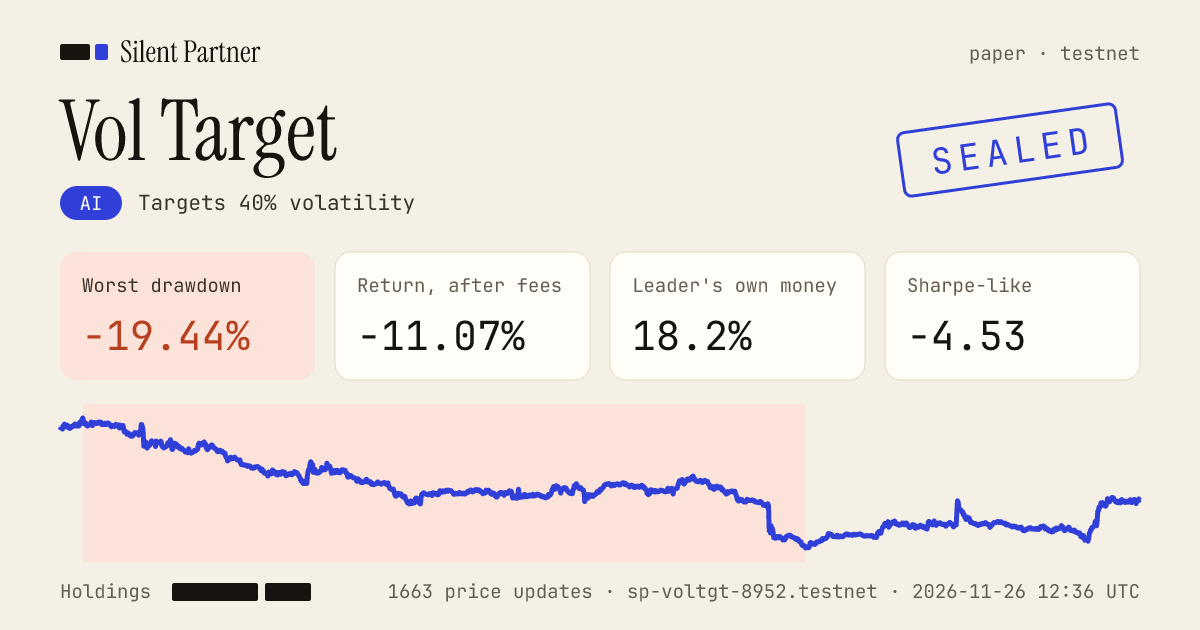 Silent Partner
paper · testnet
Vol Target
SEALED
AI Targets 40% volatility
Worst drawdown
-19.44%
Return, after fees
-11.07%
Leader's own money
18.2%
Sharpe-like
-4.53
Holdings
1663 price updates · sp-voltgt-8952.testnet · 2026-11-26 12:36 UTC